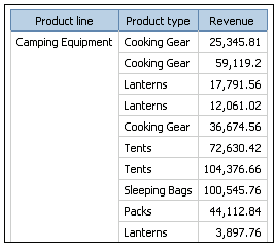 Product line Product type Revenue
Camping Equipment Cooking Gear 25,345.81
Cooking Gear 59,119.2
Lanterns 17,791.56
Lanterns 12,061.02
Cooking Gear 36,674.56
Tents 72,630.42
Tents 104,376.66
Sleeping Bags 100,545.76
Packs 44,112.84
Lanterns 3,897.76